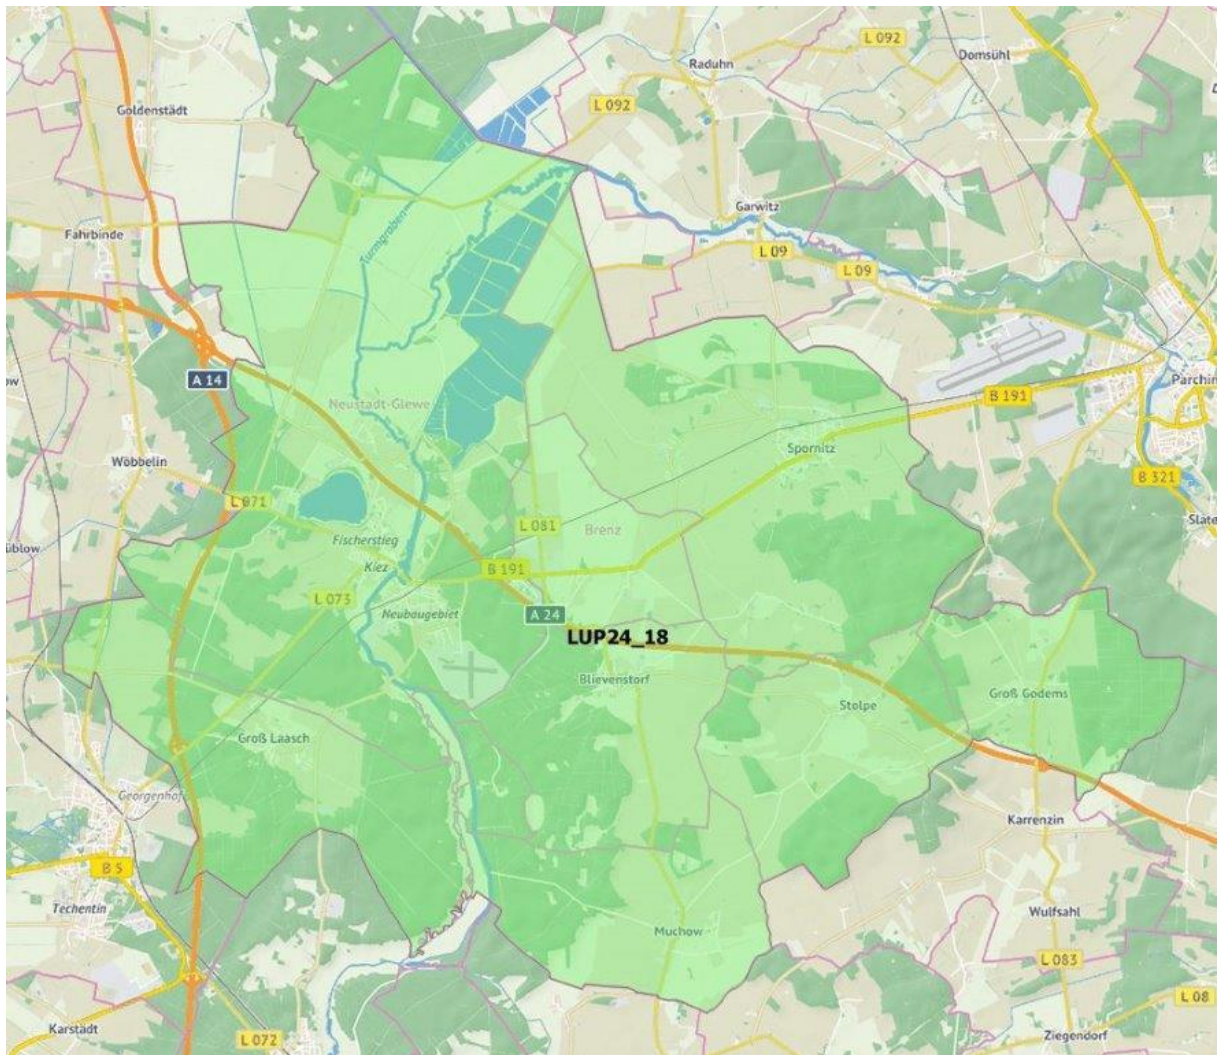 L 092
Domsühl
Raduhn
Goldenstädt
L 092
Garwitz
Turmgraben
Fahrbinde
L 09
L 09
A 14
Parchim
B 191
Neustadt-Glewe
Spornitz
Wöbbelin
B 321
L 071
L 081
Brenz
Slate
Fischerstieg
Kiez
B 191
L 073
Neubaugebiet
A 24
LUP24_18
Blievenstorf
Groß Godems
Stolpe
Groß Laasch
Georgenhof
Karrenzin
B 5
Techentin
Wulfsahl
Muchow
L 083
L 08
Karstädt
L 072
Ziegendorf